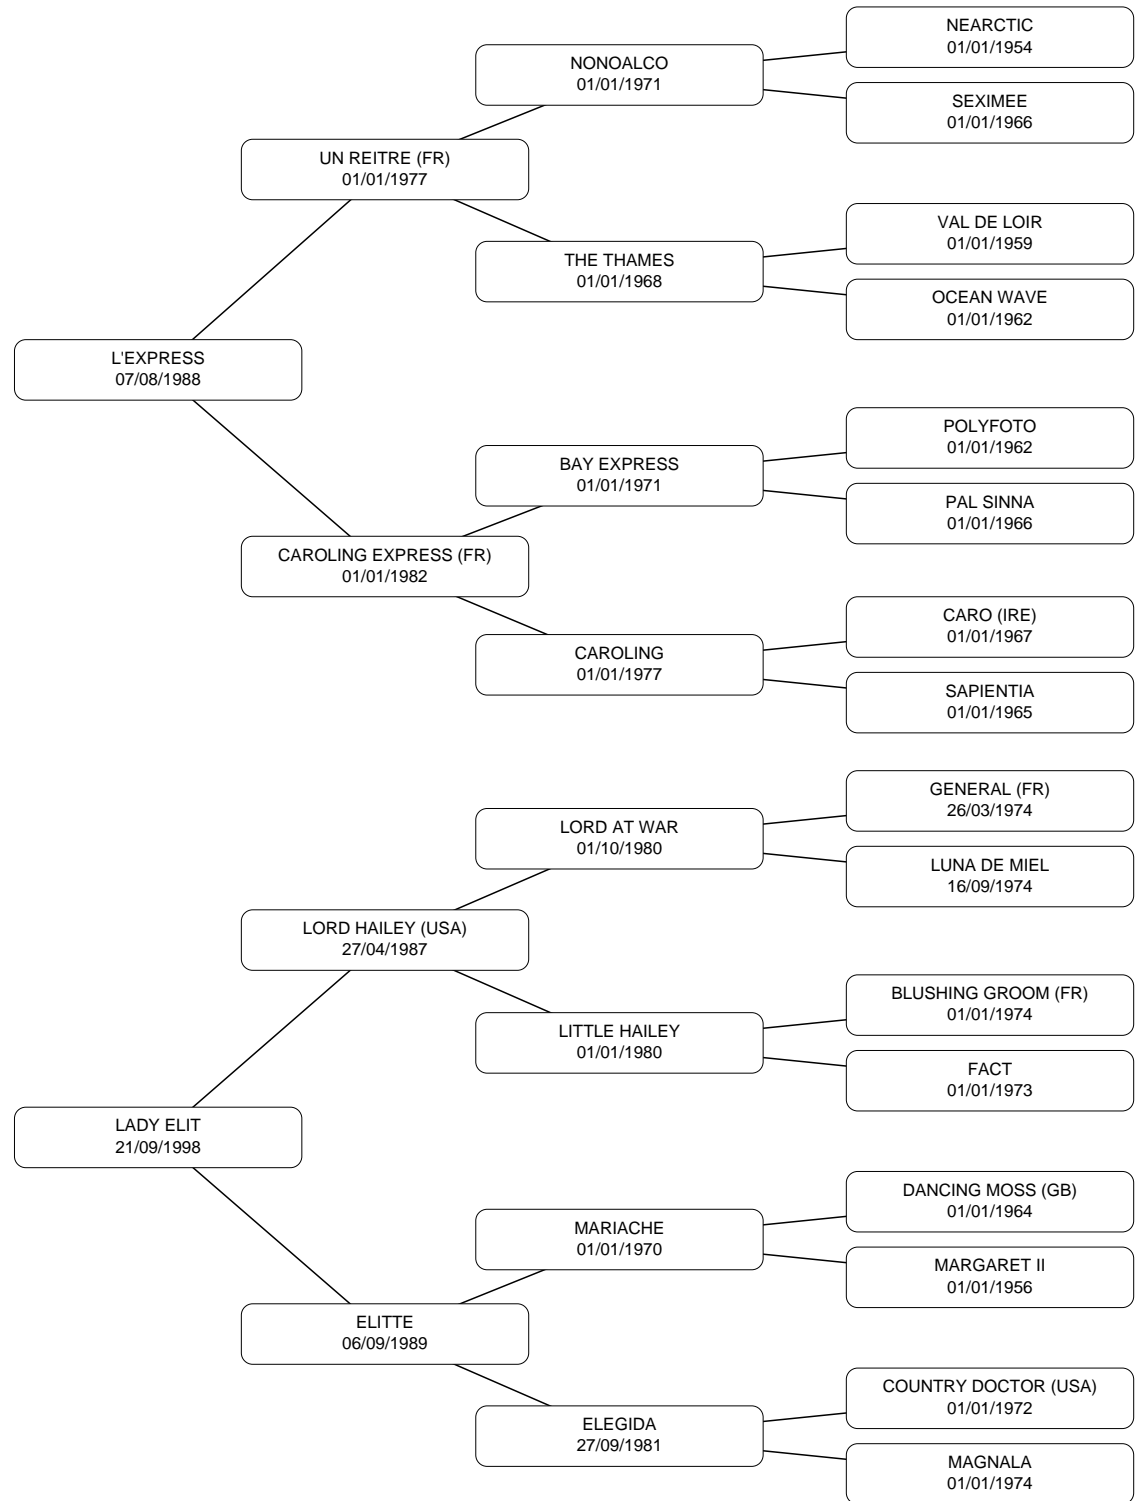 NEARCTIC
01/01/1954
NONOALCO
01/01/1971
SEXIMEE
01/01/1966
UN REITRE (FR)
01/01/1977
VAL DE LOIR
01/01/1959
THE THAMES
01/01/1968
OCEAN WAVE
01/01/1962
L'EXPRESS
07/08/1988
POLYFOTO
01/01/1962
BAY EXPRESS
01/01/1971
PAL SINNA
01/01/1966
CAROLING EXPRESS (FR)
01/01/1982
CARO (IRE)
01/01/1967
CAROLING
01/01/1977
SAPIENTIA
01/01/1965
GENERAL (FR)
26/03/1974
LORD AT WAR
01/10/1980
LUNA DE MIEL
16/09/1974
LORD HAILEY (USA)
27/04/1987
BLUSHING GROOM (FR)
01/01/1974
LITTLE HAILEY
01/01/1980
FACT
01/01/1973
LADY ELIT
21/09/1998
DANCING MOSS (GB)
01/01/1964
MARIACHE
01/01/1970
MARGARET II
01/01/1956
ELITTE
06/09/1989
COUNTRY DOCTOR (USA)
01/01/1972
ELEGIDA
27/09/1981
MAGNALA
01/01/1974